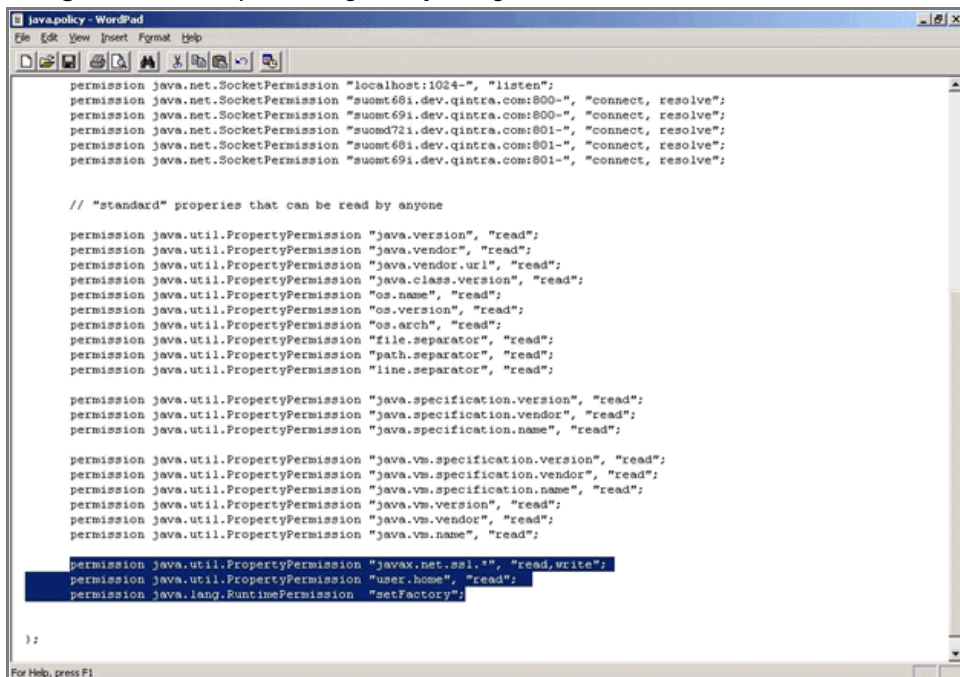 java.policy - WordPad
File Edit View Insert Format Help
permission java.net.SocketPermission "localhost:1024-", "listen";
permission java.net.SocketPermission "suomt68i.dev.qintra.com:800-", "connect, resolve";
permission java.net.SocketPermission "suomt69i.dev.qintra.com:800-", "connect, resolve";
permission java.net.SocketPermission "suomd72i.dev.qintra.com:801-", "connect, resolve";
permission java.net.SocketPermission "suomt68i.dev.qintra.com:801-", "connect, resolve";
permission java.net.SocketPermission "suomt69i.dev.qintra.com:801-", "connect, resolve";
// "standard" properies that can be read by anyone
permission java.util.PropertyPermission "java.version", "read";
permission java.util.PropertyPermission "java.vendor", "read";
permission java.util.PropertyPermission "java.vendor.url", "read";
permission java.util.PropertyPermission "java.class.version", "read";
permission java.util.PropertyPermission "os.name", "read";
permission java.util.PropertyPermission "os.version", "read";
permission java.util.PropertyPermission "os.arch", "read";
permission java.util.PropertyPermission "file.separator", "read";
permission java.util.PropertyPermission "path.separator", "read";
permission java.util.PropertyPermission "line.separator", "read";
permission java.util.PropertyPermission "java.specification.version", "read";
permission java.util.PropertyPermission "java.specification.vendor", "read";
permission java.util.PropertyPermission "java.specification.name", "read";
permission java.util.PropertyPermission "java.vm.specification.version", "read";
permission java.util.PropertyPermission "java.vm.specification.vendor", "read";
permission java.util.PropertyPermission "java.vm.specification.name", "read";
permission java.util.PropertyPermission "java.vm.version", "read";
permission java.util.PropertyPermission "java.vm.vendor", "read";
permission java.util.PropertyPermission "java.vm.name", "read";
permission java.util.PropertyPermission "javax.net.ssl.*", "read,write";
permission java.util.PropertyPermission "user.home", "read";
permission java.lang.RuntimePermission "setFactory";
};
For Help, press F1